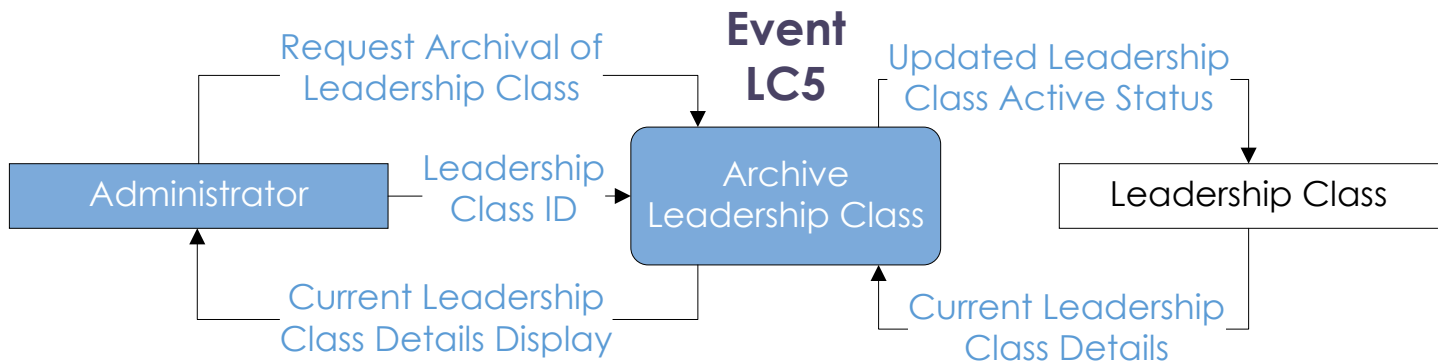 Event
LC5
Request Archival of
Leadership Class
Updated Leadership
Class Active Status
Administrator
Leadership
Class ID
Archive
Leadership Class
Leadership Class
Current Leadership
Class Details Display
Current Leadership
Class Details